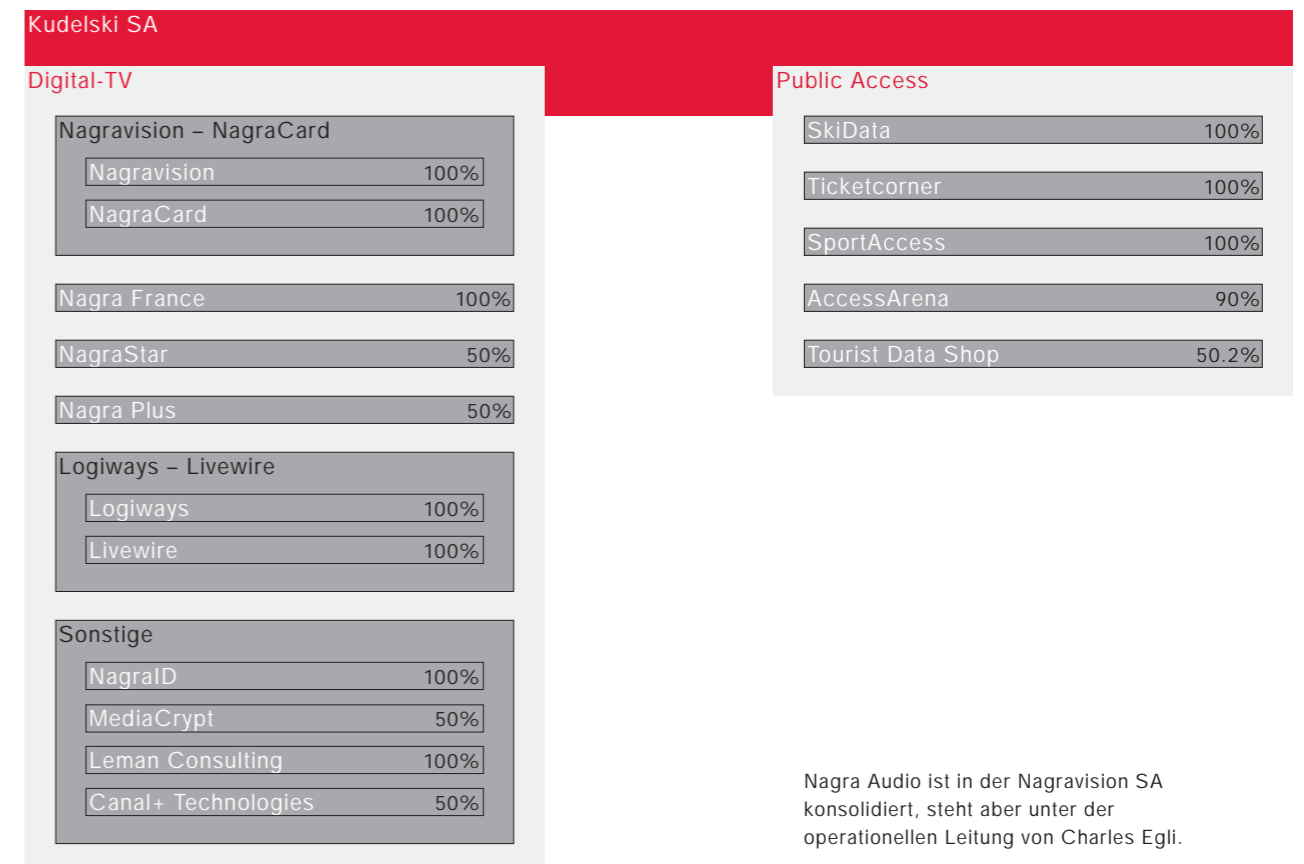 Kudelski SA
Digital-TV
Nagravision – NagraCard
Nagravision 100%
NagraCard 100%
Nagra France 100%
NagraStar 50%
Nagra Plus 50%
Logiways – Livewire
Logiways 100%
Livewire 100%
Sonstige
NagraID 100%
MediaCrypt 50%
Leman Consulting 100%
Canal+ Technologies 50%
Public Access
SkiData 100%
Ticketcorner 100%
SportAccess 100%
AccessArena 90%
Tourist Data Shop 50.2%
Nagra Audio ist in der Nagravision SA
konsolidiert, steht aber unter der
operationellen Leitung von Charles Egli.